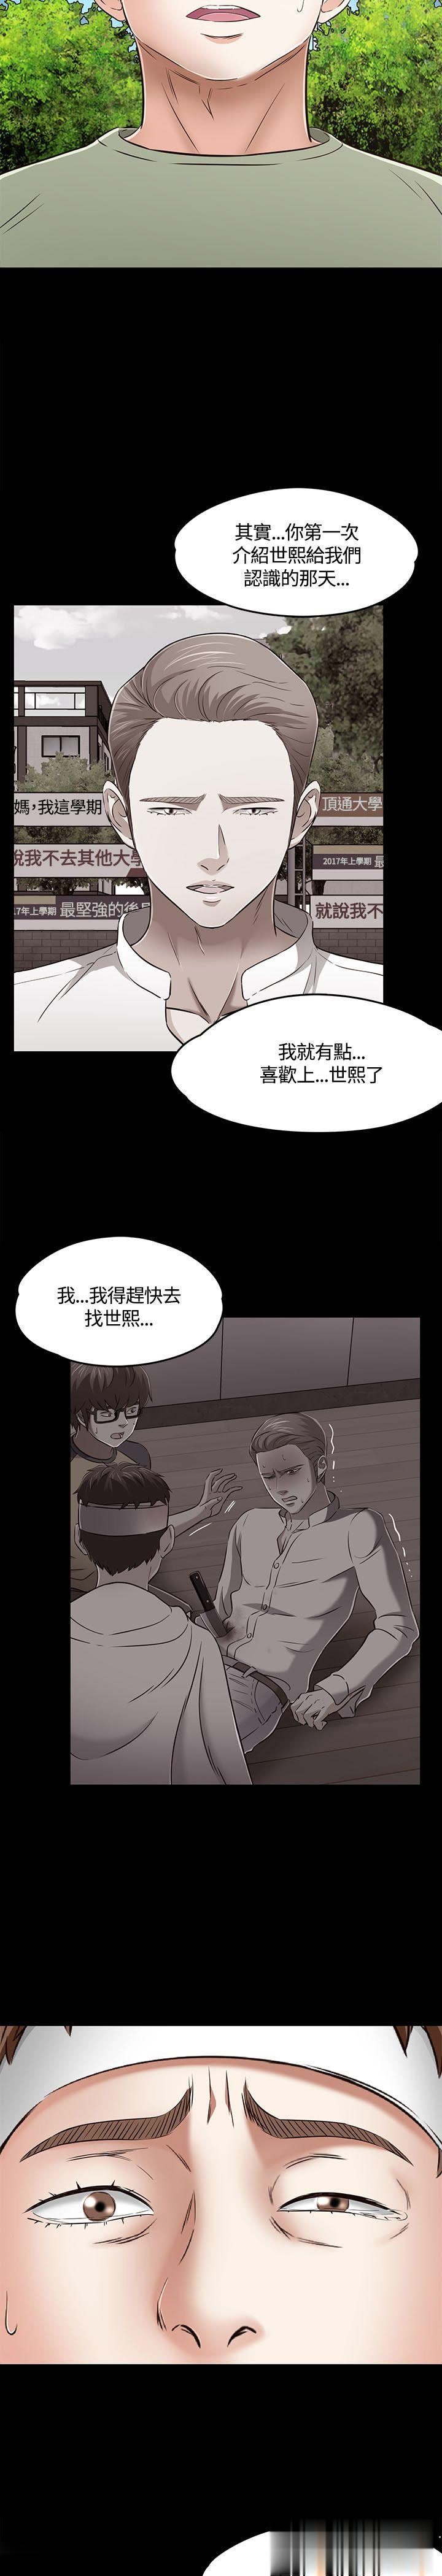 其實...你第一次
介紹世熙給我們
認識的那天...
媽，我這學期
頂通大學
說我不去其他大學
2017年上學期
17年上學期 最堅強的後
就說我不
我就有點...
喜歡上...世熙了
我...我得趕快去
找世熙...